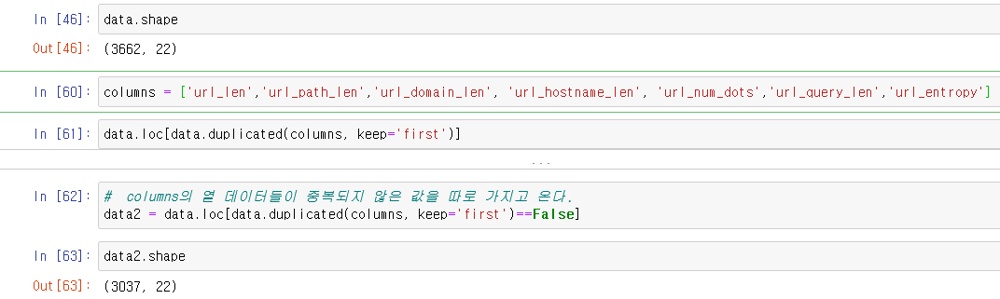 In [46]: data.shape
Out[46]: (3662, 22)
In [60]: columns = ['url_len','url_path_len','url_domain_len', 'url_hostname_len', 'url_num_dots','url_query_len','url_entropy']
In [61]: data.loc[data.duplicated(columns, keep='first')]
...
In [62]: # columns의 열 데이터들이 중복되지 않은 값을 따로 가지고 온다.
data2 = data.loc[data.duplicated(columns, keep='first')==False]
In [63]: data2.shape
Out[63]: (3037, 22)